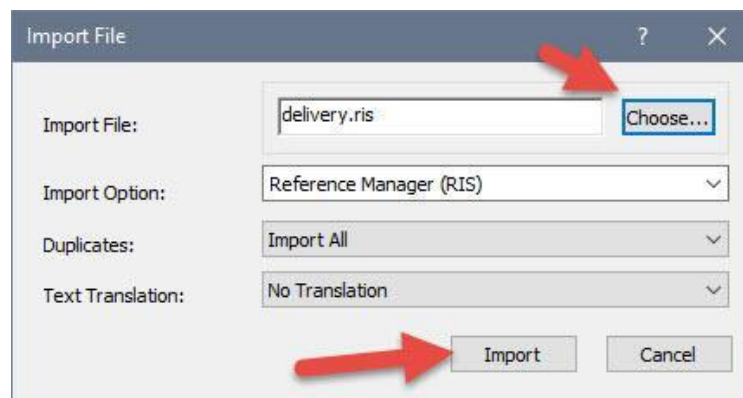 Import File ? X
Import File: delivery.ris Choose...
Import Option: Reference Manager (RIS)
Duplicates: Import All
Text Translation: No Translation
Import Cancel